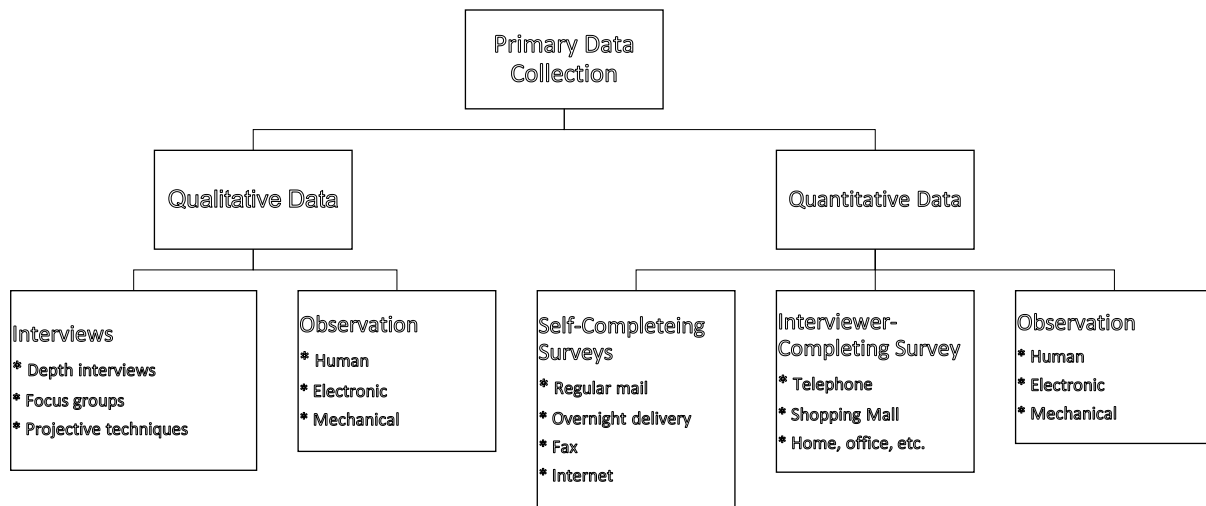 Primary Data
Collection
Qualitative Data
Quantitative Data
Interviews
* Depth interviews
* Focus groups
* Projective techniques
Observation
* Human
* Electronic
* Mechanical
Self-Completeing
Surveys
* Regular mail
* Overnight delivery
* Fax
* Internet
Interviewer-
Completing Survey
* Telephone
* Shopping Mall
* Home, office, etc.
Observation
* Human
* Electronic
* Mechanical